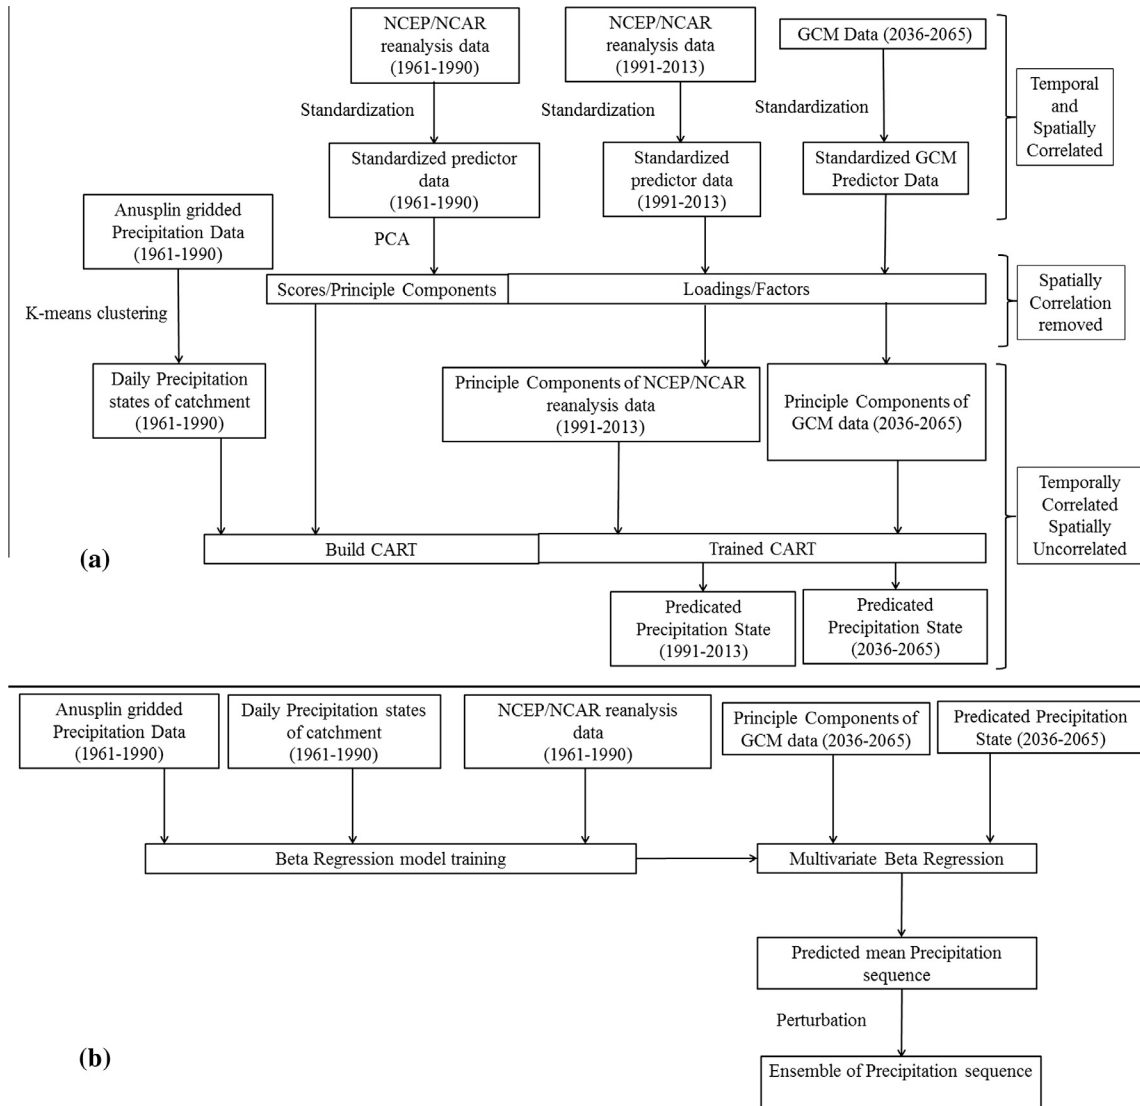 NCEP/NCAR
reanalysis data
(1961-1990)
NCEP/NCAR
reanalysis data
(1991-2013)
GCM Data (2036-2065)
Temporal
and
Spatially
Correlated
Standardization
Standardization
Standardization
Standardized predictor
data
(1961-1990)
Standardized
predictor data
(1991-2013)
Standardized GCM
Predictor Data
Anusplin gridded
Precipitation Data
(1961-1990)
PCA
Scores/Principle Components
Loadings/Factors
Spatially
Correlation
removed
K-means clustering
Daily Precipitation
states of catchment
(1961-1990)
Principle Components of NCEP/NCAR
reanalysis data
(1991-2013)
Principle Components of
GCM data (2036-2065)
Temporally
Correlated
Spatially
Uncorrelated
(a)
Build CART
Trained CART
Predicated
Precipitation State
(1991-2013)
Predicated
Precipitation State
(2036-2065)
Anusplin gridded
Precipitation Data
(1961-1990)
Daily Precipitation states
of catchment
(1961-1990)
NCEP/NCAR reanalysis
data
(1961-1990)
Principle Components of
GCM data (2036-2065)
Predicated Precipitation
State (2036-2065)
Beta Regression model training
Multivariate Beta Regression
Predicted mean Precipitation
sequence
Perturbation
(b)
Ensemble of Precipitation sequence